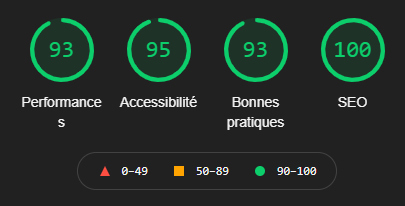 93 95 93 100
Performance Accessibilité Bonnes SEO
s pratiques
0–49 50–89 90–100